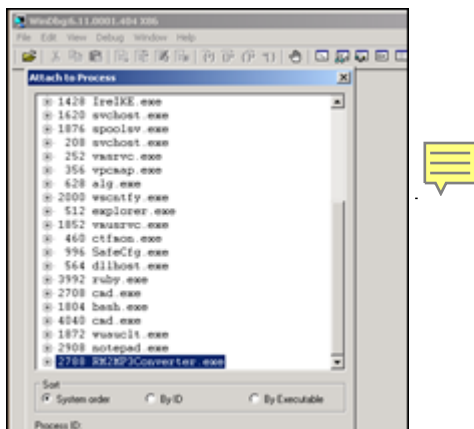 WinDbg:6.11.0001.404 X86
File Edit View Debug Window Help
Attach to Process
1428 IreIKE.exe
1620 svchost.exe
1876 spoolsv.exe
208 svchost.exe
252 vmsrvc.exe
356 vpcmap.exe
628 alg.exe
2000 wscntfy.exe
512 explorer.exe
1852 vmusrvc.exe
460 ctfmon.exe
996 SafeCfg.exe
564 dllhost.exe
3992 ruby.exe
2708 cmd.exe
1804 bash.exe
4040 cmd.exe
1872 wuauclt.exe
2908 notepad.exe
2788 RM2MP3Converter.exe
Sort
System order By ID By Executable
Process ID: